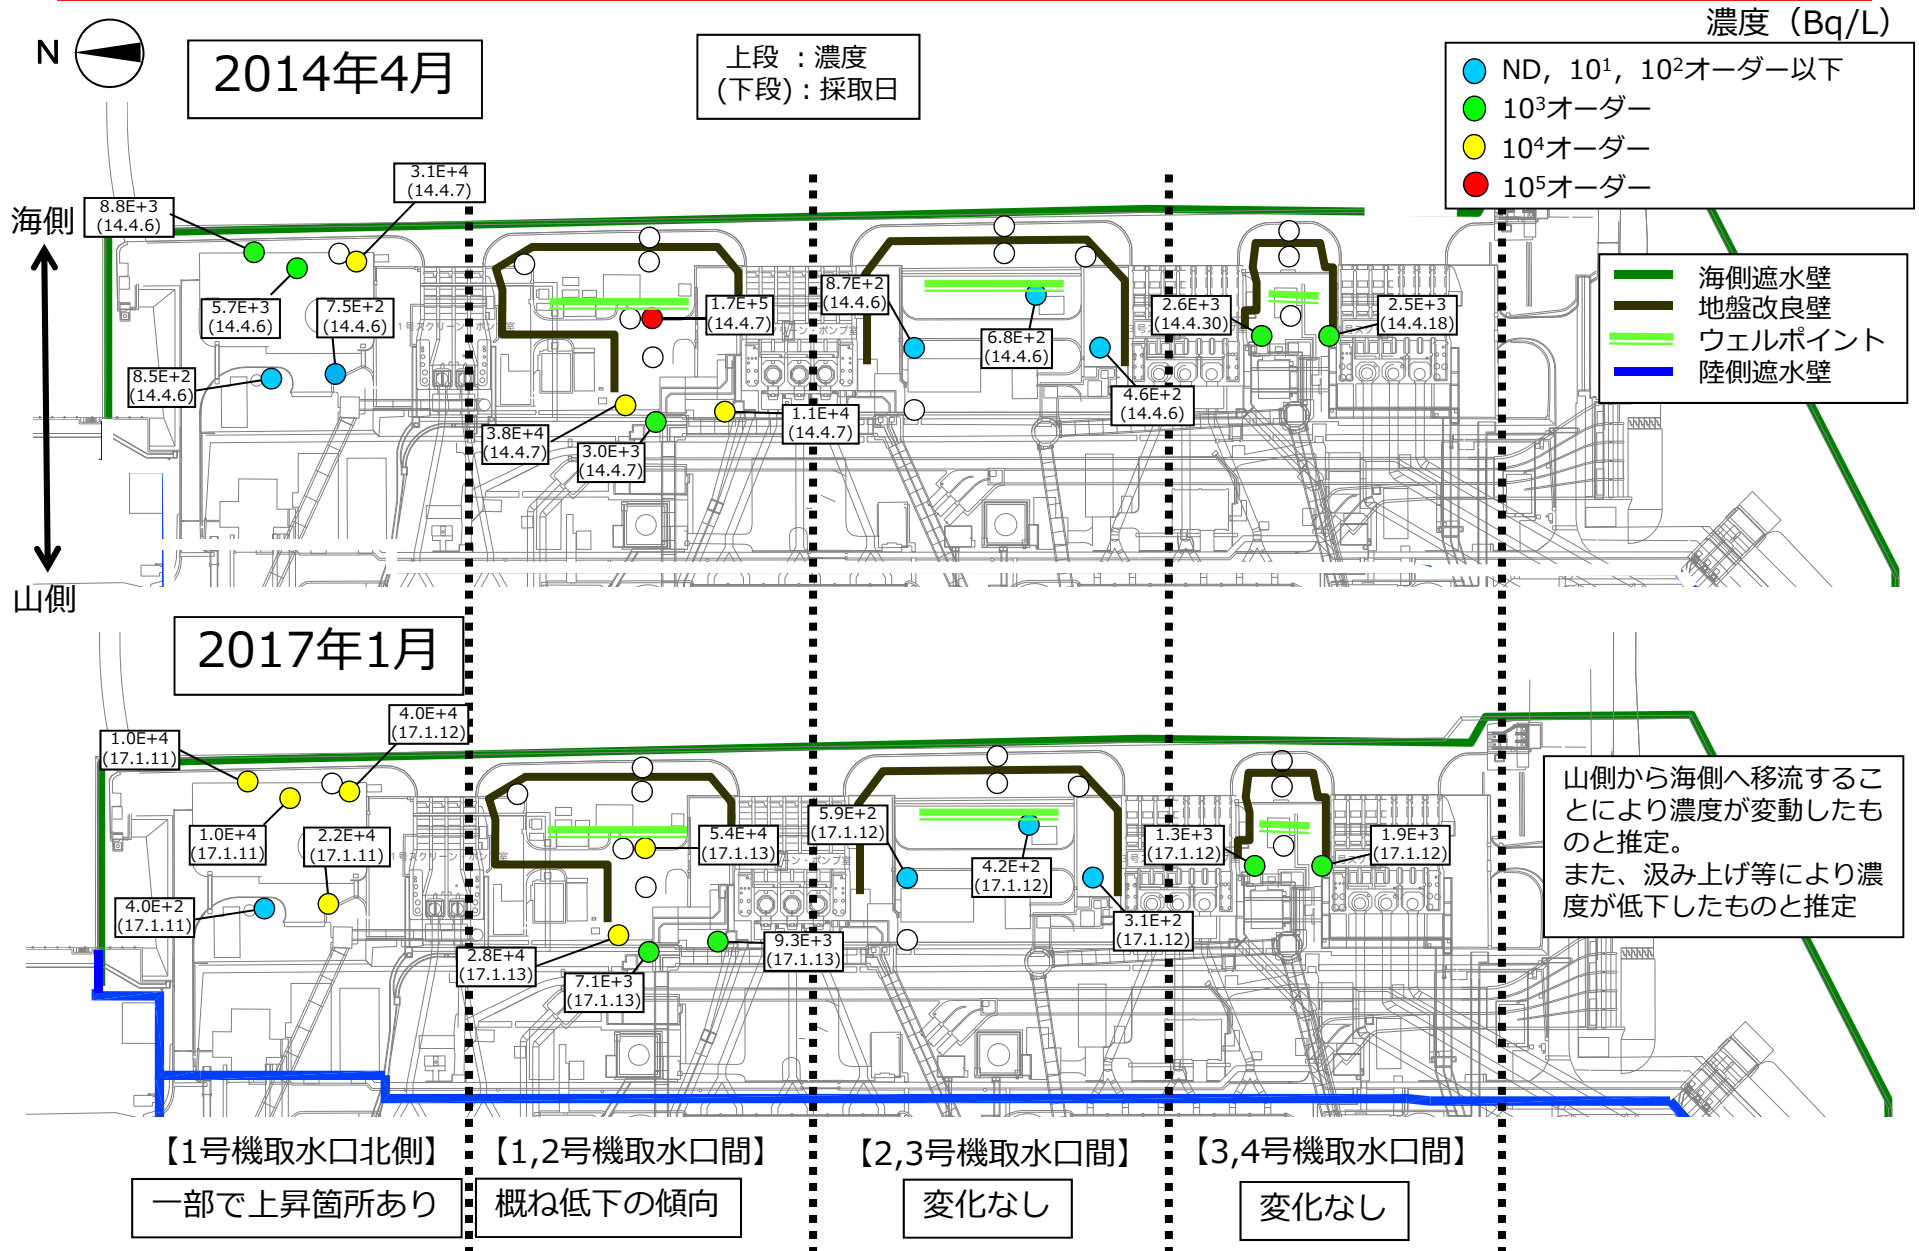 濃度（Bq/L）
N
2014年4月
上段 ：濃度
(下段)：採取日
ND，10¹，10²オーダー以下
10³オーダー
10⁴オーダー
10⁵オーダー
海側遮水壁
地盤改良壁
ウェルポイント
陸側遮水壁
海側
山側
8.8E+3
(14.4.6)
3.1E+4
(14.4.7)
5.7E+3
(14.4.6)
7.5E+2
(14.4.6)
8.5E+2
(14.4.6)
1.7E+5
(14.4.7)
3.8E+4
(14.4.7)
3.0E+3
(14.4.7)
1.1E+4
(14.4.7)
8.7E+2
(14.4.6)
6.8E+2
(14.4.6)
4.6E+2
(14.4.6)
2.6E+3
(14.4.30)
2.5E+3
(14.4.18)
2017年1月
1.0E+4
(17.1.11)
4.0E+4
(17.1.12)
1.0E+4
(17.1.11)
2.2E+4
(17.1.11)
4.0E+2
(17.1.11)
5.4E+4
(17.1.13)
2.8E+4
(17.1.13)
7.1E+3
(17.1.13)
9.3E+3
(17.1.13)
5.9E+2
(17.1.12)
4.2E+2
(17.1.12)
3.1E+2
(17.1.12)
1.3E+3
(17.1.12)
1.9E+3
(17.1.12)
山側から海側へ移流するこ
とにより濃度が変動したも
のと推定。
また、汲み上げ等により濃
度が低下したものと推定
【1号機取水口北側】
【1,2号機取水口間】
【2,3号機取水口間】
【3,4号機取水口間】
一部で上昇箇所あり
概ね低下の傾向
変化なし
変化なし